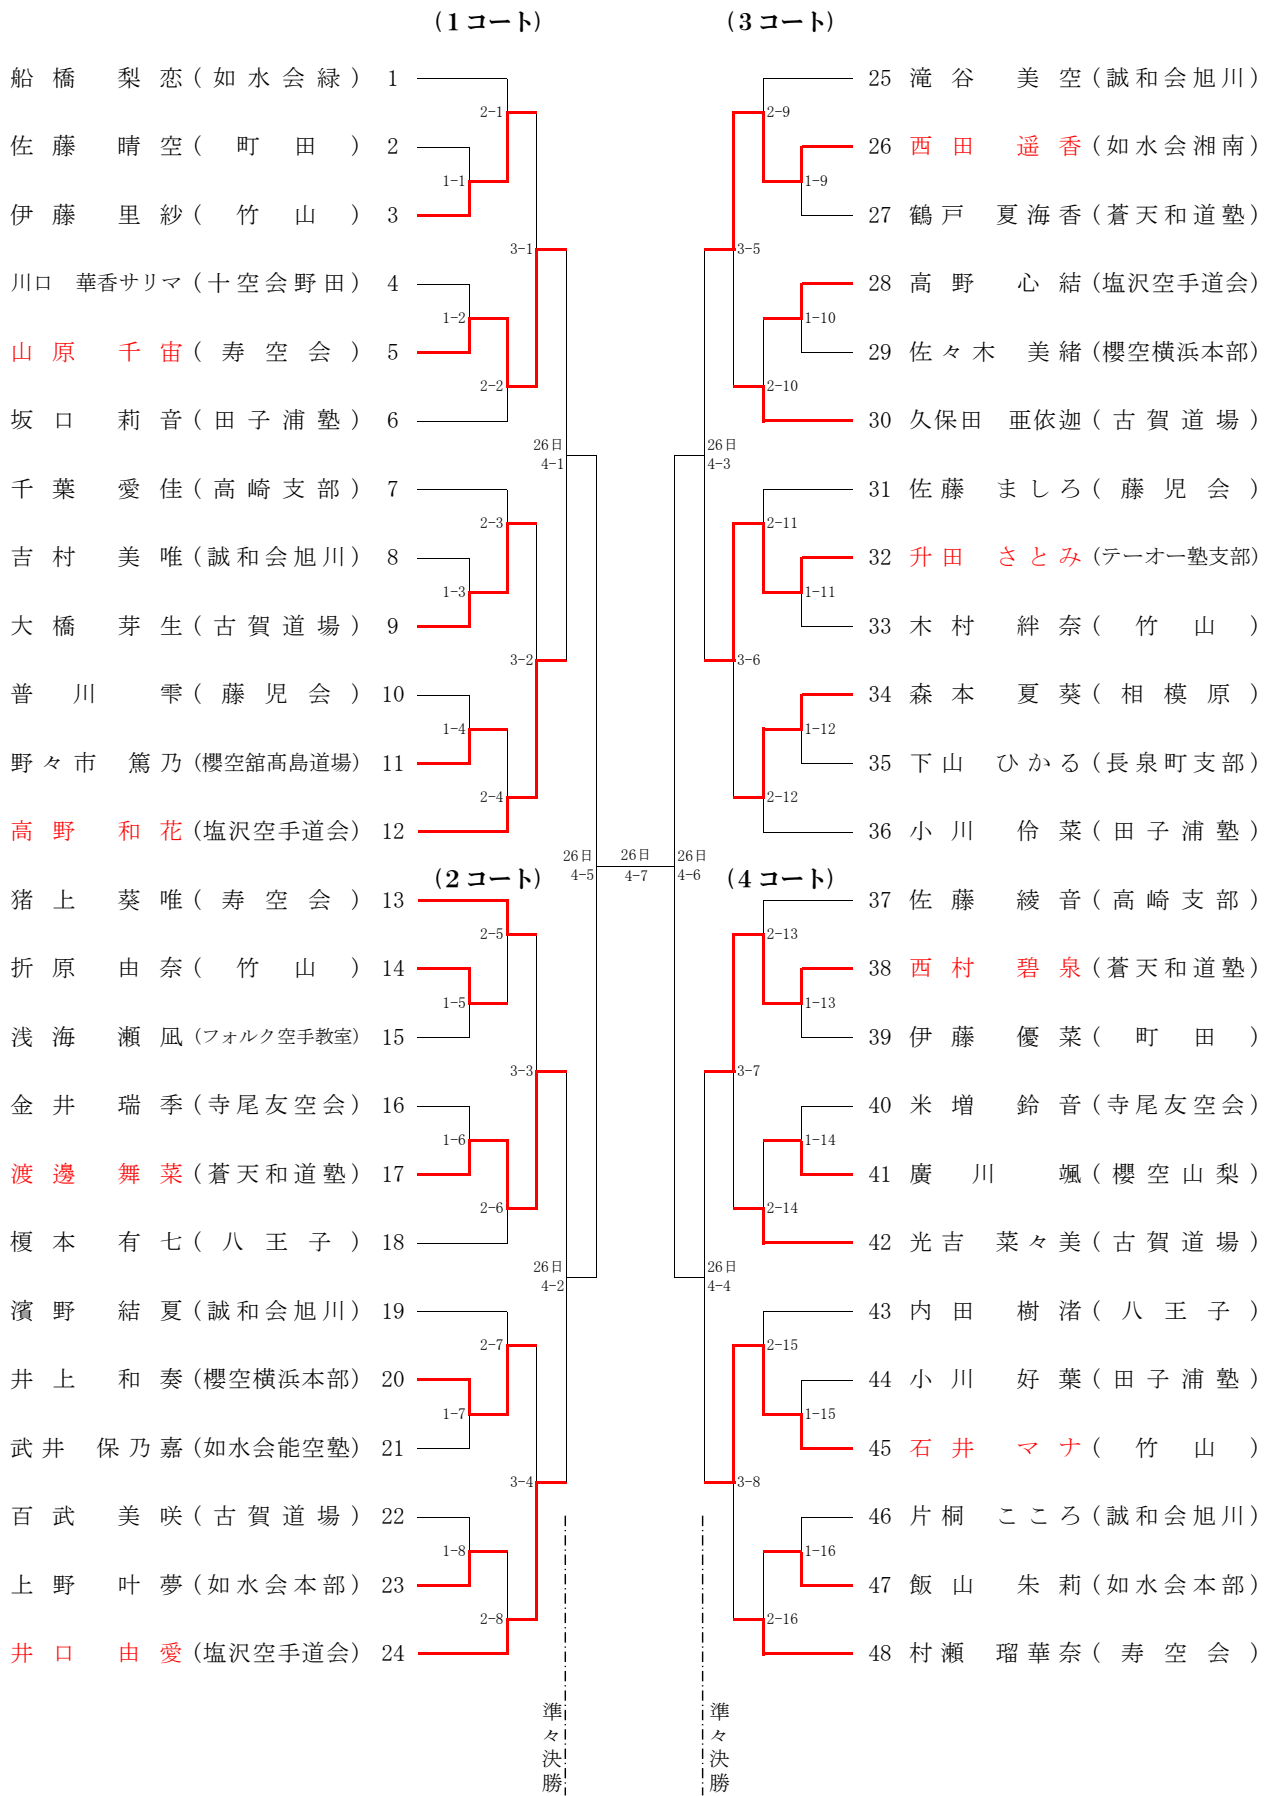 (1コート)
船橋 梨恋(如水会緑) 1
2-1
佐藤 晴空(町田) 2
1-1
伊藤 里紗(竹山) 3
3-1
川口 華香サリマ(十空会野田) 4
1-2
山原 千宙(寿空会) 5
2-2
坂口 莉音(田子浦塾) 6
26日
4-1
千葉 愛佳(高崎支部) 7
2-3
吉村 美唯(誠和会旭川) 8
1-3
大橋 芽生(古賀道場) 9
3-2
普川 雫(藤児会) 10
1-4
野々市 篤乃(櫻空舘髙島道場) 11
2-4
高野 和花(塩沢空手道会) 12
26日
4-5
26日
4-7
(2コート)
猪上 葵唯(寿空会) 13
2-5
折原 由奈(竹山) 14
1-5
浅海 瀬凪(フォルク空手教室) 15
3-3
金井 瑞季(寺尾友空会) 16
1-6
渡邊 舞菜(蒼天和道塾) 17
2-6
榎本 有七(八王子) 18
26日
4-2
濱野 結夏(誠和会旭川) 19
2-7
井上 和奏(櫻空横浜本部) 20
1-7
武井 保乃嘉(如水会能空塾) 21
3-4
百武 美咲(古賀道場) 22
1-8
上野 叶夢(如水会本部) 23
2-8
井口 由愛(塩沢空手道会) 24
準々決勝
(3コート)
25 滝谷 美空(誠和会旭川)
2-9
26 西田 遥香(如水会湘南)
1-9
27 鶴戸 夏海香(蒼天和道塾)
3-5
28 高野 心結(塩沢空手道会)
1-10
29 佐々木 美緒(櫻空横浜本部)
2-10
30 久保田 亜依迦(古賀道場)
26日
4-3
31 佐藤 ましろ(藤児会)
2-11
32 升田 さとみ(テーオー塾支部)
1-11
33 木村 絆奈(竹山)
3-6
34 森本 夏葵(相模原)
1-12
35 下山 ひかる(長泉町支部)
2-12
36 小川 伶菜(田子浦塾)
26日
4-6
(4コート)
37 佐藤 綾音(高崎支部)
2-13
38 西村 碧泉(蒼天和道塾)
1-13
39 伊藤 優菜(町田)
3-7
40 米増 鈴音(寺尾友空会)
1-14
41 廣川 颯(櫻空山梨)
2-14
42 光吉 菜々美(古賀道場)
26日
4-4
43 内田 樹渚(八王子)
2-15
44 小川 好葉(田子浦塾)
1-15
45 石井 マナ(竹山)
3-8
46 片桐 こころ(誠和会旭川)
1-16
47 飯山 朱莉(如水会本部)
2-16
48 村瀬 瑠華奈(寿空会)
準々決勝